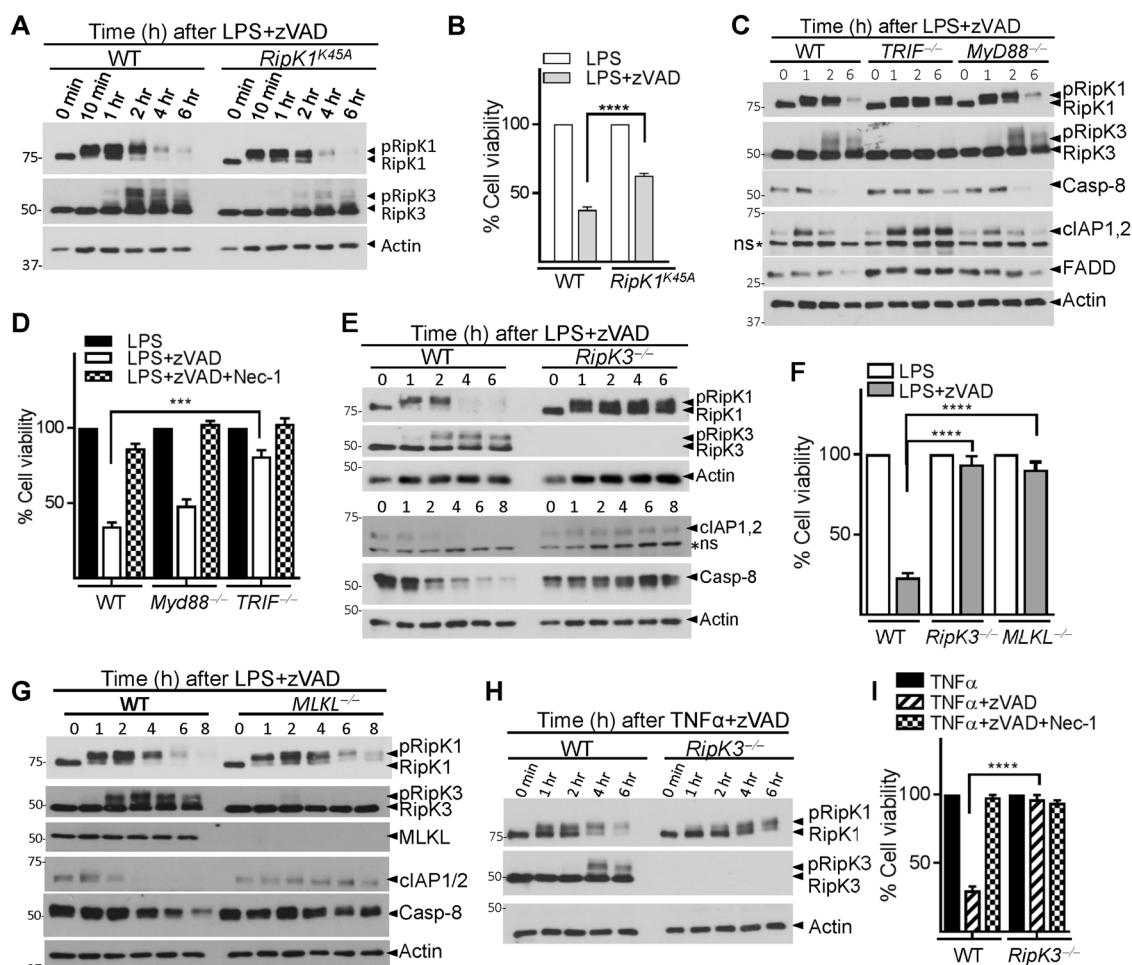 A
Time (h) after LPS+zVAD
WT RipK1K45A
0 min 10 min 1 hr 2 hr 4 hr 6 hr 0 min 10 min 1 hr 2 hr 4 hr 6 hr
75
pRipK1
RipK1
50
pRipK3
RipK3
Actin
37
B
LPS
LPS+zVAD
****
100
50
% Cell viability
WT RipK1K45A
C
Time (h) after LPS+zVAD
WT TRIF–/– MyD88–/–
0 1 2 6 0 1 2 6 0 1 2 6
75
pRipK1
RipK1
50
pRipK3
RipK3
Casp-8
50
75
cIAP1,2
ns*
FADD
25
Actin
37
D
LPS
LPS+zVAD
LPS+zVAD+Nec-1
***
100
50
% Cell viability
WT Myd88–/– TRIF–/–
E
Time (h) after LPS+zVAD
WT RipK3–/–
0 1 2 4 6 0 1 2 4 6
75
pRipK1
RipK1
50
pRipK3
RipK3
50
Actin
0 1 2 4 6 8 0 1 2 4 6 8
75
cIAP1,2
*ns
50
Casp-8
50
Actin
F
LPS
LPS+zVAD
****
****
100
50
% Cell viability
WT RipK3–/– MLKL–/–
G
Time (h) after LPS+zVAD
WT MLKL–/–
0 1 2 4 6 8 0 1 2 4 6 8
75
pRipK1
RipK1
50
pRipK3
RipK3
50
MLKL
75
cIAP1/2
50
Casp-8
50
Actin
37
H
Time (h) after TNFα+zVAD
WT RipK3–/–
0 min 1 hr 2 hr 4 hr 6 hr 0 min 1 hr 2 hr 4 hr 6 hr
75
pRipK1
RipK1
50
pRipK3
RipK3
50
Actin
I
TNFα
TNFα+zVAD
TNFα+zVAD+Nec-1
****
100
50
% Cell viability
WT RipK3–/–